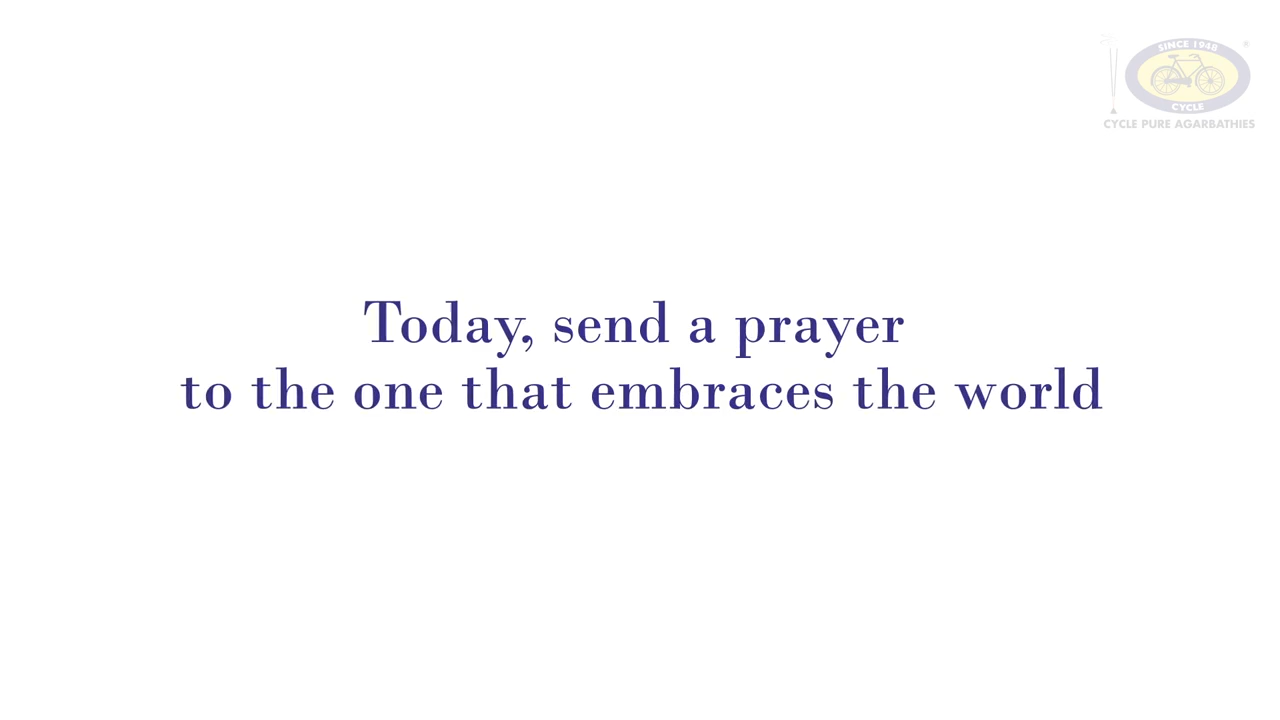 SINCE 1948
CYCLE
CYCLE PURE AGARBATHIES
Today, send a prayer
to the one that embraces the world